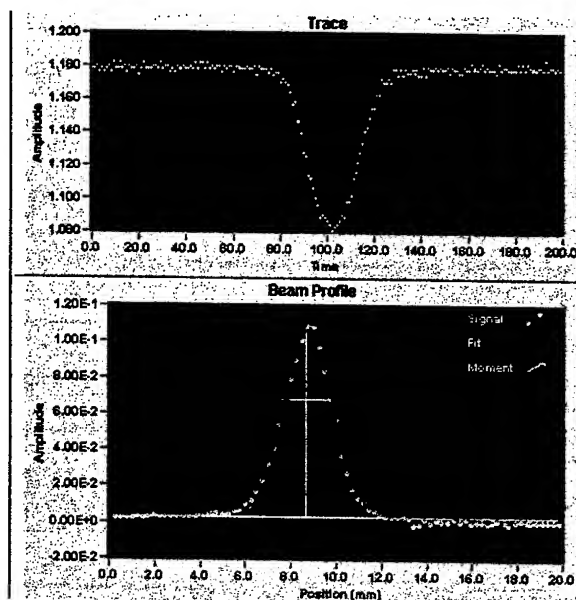 Trace
1.200
1.180
1.160
1.140
1.120
1.100
1.080
Amplitude
0.0 20.0 40.0 60.0 80.0 100.0 120.0 140.0 160.0 180.0 200.0
Time
Beam Profile
1.20E-1
1.00E-1
8.00E-2
6.00E-2
4.00E-2
2.00E-2
0.00E+0
-2.00E-2
Amplitude
Signal
Fit
Moment
0.0 2.0 4.0 6.0 8.0 10.0 12.0 14.0 16.0 18.0 20.0
Position [mm]